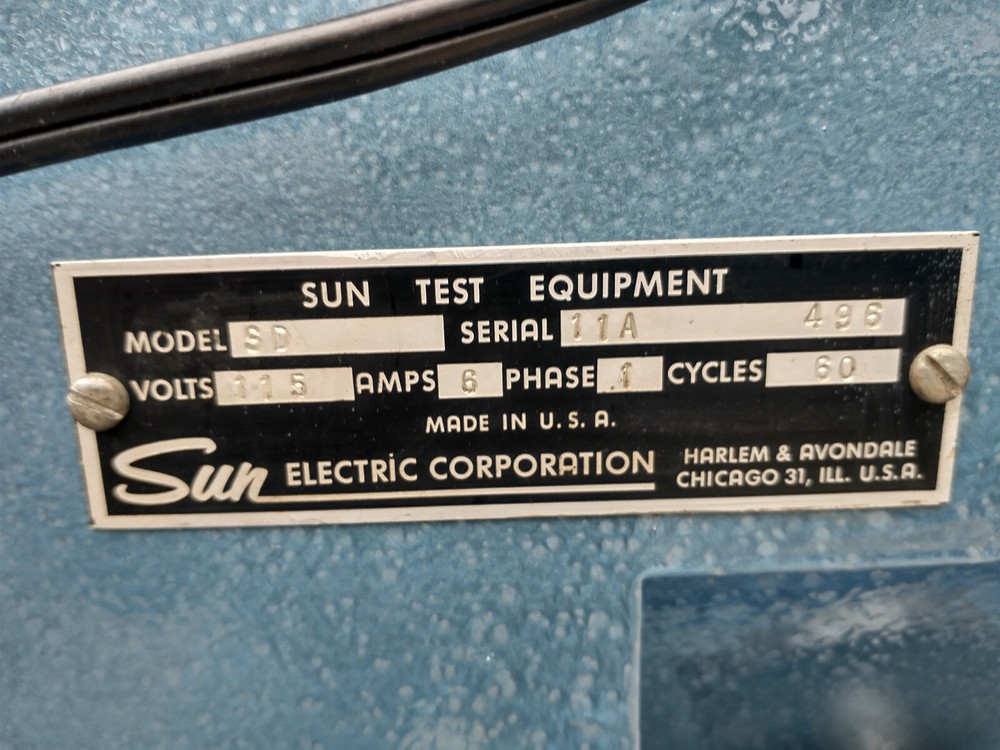 SUN TEST EQUIPMENT
MODEL SD SERIAL 11A 496
VOLTS 115 AMPS 6 PHASE 1 CYCLES 60
MADE IN U.S.A.
Sun ELECTRIC CORPORATION
HARLEM & AVONDALE
CHICAGO 31, ILL. U.S.A.